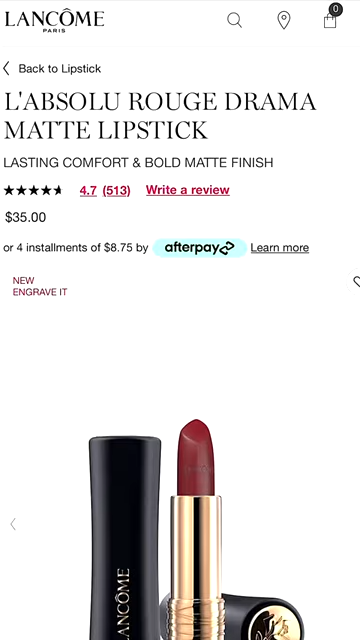 LANCÔME
PARIS
0
Back to Lipstick
L'ABSOLU ROUGE DRAMA
MATTE LIPSTICK
LASTING COMFORT & BOLD MATTE FINISH
4.7 (513) Write a review
$35.00
or 4 installments of $8.75 by afterpay Learn more
NEW
ENGRAVE IT
LANCÔME